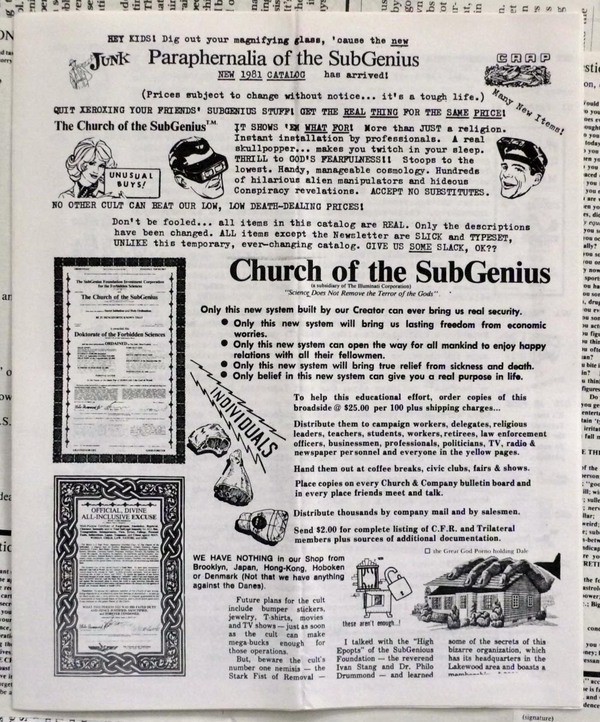 HEY KIDS! Dig out your magnifying glass, 'cause the new
JUNK
Paraphernalia of the SubGenius
CRAP
NEW 1981 CATALOG has arrived!
(Prices subject to change without notice... it's a tough life.)
Many New Items!
QUIT XEROXING YOUR FRIENDS' SUBGENIUS STUFF! GET THE REAL THING FOR THE SAME PRICE!
The Church of the SubGenius T.M.
UNUSUAL
BUYS!
IT SHOWS 'EM WHAT FOR! More than JUST a religion.
Instant installation by professionals. A real
skullpopper... makes you twitch in your sleep.
THRILL to GOD'S FEARFULNESS!! Stoops to the
lowest. Handy, manageable cosmology. Hundreds
of hilarious alien manipulators and hideous
Conspiracy revelations. ACCEPT NO SUBSTITUTES.
NO OTHER CULT CAN BEAT OUR LOW, LOW DEATH-DEALING PRICES!
Don't be fooled... all items in this catalog are REAL. Only the descriptions
have been changed. ALL items except the Newsletter are SLICK and TYPESET,
UNLIKE this temporary, ever-changing catalog. GIVE US SOME SLACK, OK??
Church of the SubGenius
(a subsidiary of The Illuminati Corporation)
"Science Does Not Remove the Terror of the Gods"
Only this new system built by our Creator can ever bring us real security.
● Only this new system will bring us lasting freedom from economic
worries.
● Only this new system can open the way for all mankind to enjoy happy
relations with all their fellowmen.
● Only this new system will bring true relief from sickness and death.
● Only belief in this new system can give you a real purpose in life.
The SubGenius Foundation Investment Corporation
for the Forbidden Sciences
The Church of the SubGenius
Doktorate of the Forbidden Sciences
ORDAINED
INDIVIDUALS
To help this educational effort, order copies of this
broadside @ $25.00 per 100 plus shipping charges...
Distribute them to campaign workers, delegates, religious
leaders, teachers, students, workers, retirees, law enforcement
officers, businessmen, professionals, politicians, TV, radio &
newspaper personnel and everyone in the yellow pages.
Hand them out at coffee breaks, civic clubs, fairs & shows.
Place copies on every Church & Company bulletin board and
in every place friends meet and talk.
Distribute thousands by company mail and by salesmen.
Send $2.00 for complete listing of C.F.R. and Trilateral
members plus sources of additional documentation.
OFFICIAL, DIVINE
ALL-INCLUSIVE EXCUSE
WE HAVE NOTHING in our Shop from
Brooklyn, Japan, Hong-Kong, Hoboken
or Denmark (Not that we have anything
against the Danes).
□ the Great God Porno holding Dale
these aren't enough..!
Future plans for the cult
include bumper stickers,
jewelry, T-shirts, movies
and TV shows — just as soon
as the cult can make
mega-bucks enough for
those operations.
But, beware the cult's
number one nemisis — the
Stark Fist of Removal —
I talked with the "High
Epopts" of the SubGenius
Foundation — the reverend
Ivan Stang and Dr. Philo
Drummond — and learned
some of the secrets of this
bizarre organization, which
has its headquarters in the
Lakewood area and boasts a
(signature)